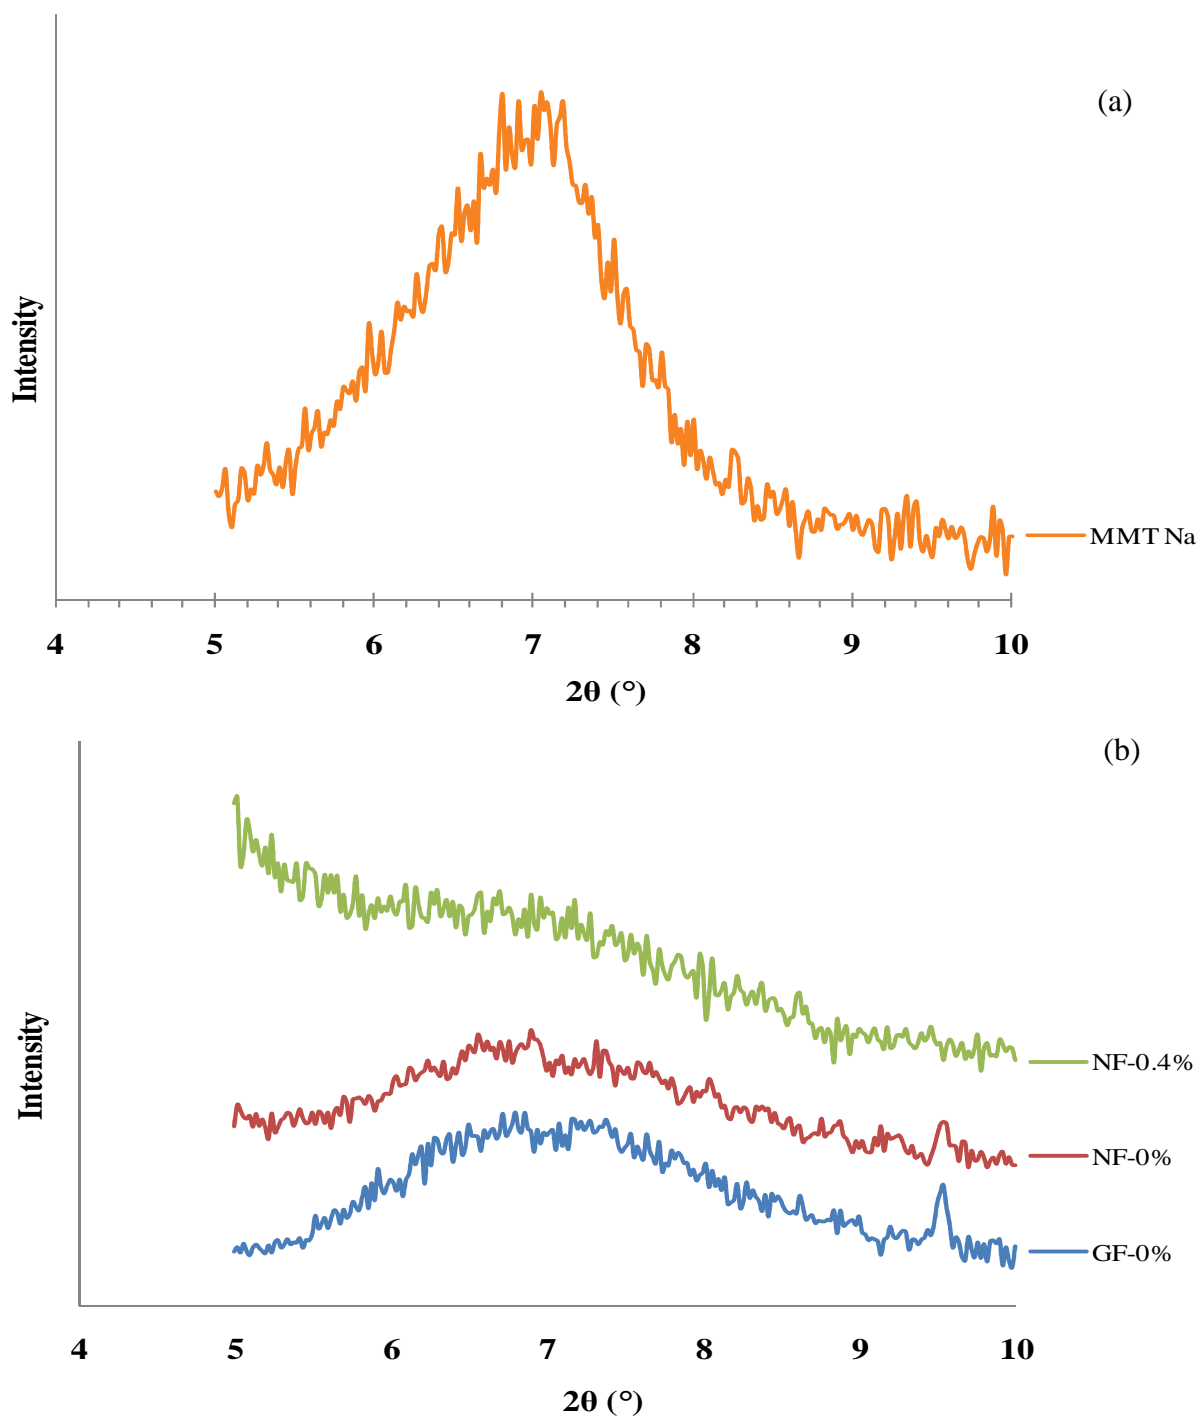 (a)
Intensity
MMT Na
4 5 6 7 8 9 10
2θ (°)
(b)
Intensity
NF-0.4%
NF-0%
GF-0%
4 5 6 7 8 9 10
2θ (°)